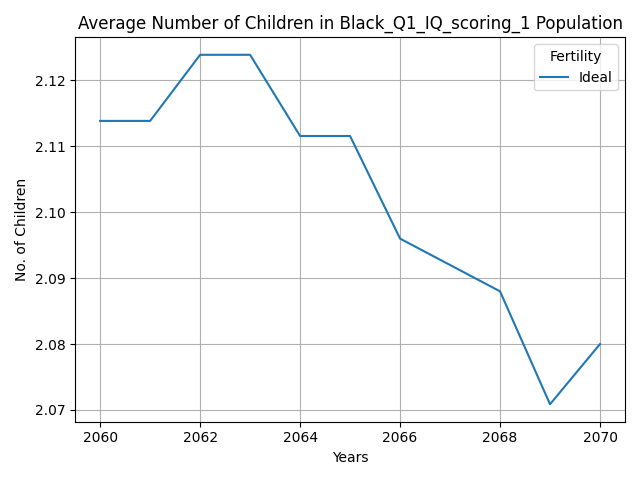 Average Number of Children in Black_Q1_IQ_scoring_1 Population
Fertility
Ideal
2.12
2.11
2.10
2.09
2.08
2.07
No. of Children
2060 2062 2064 2066 2068 2070
Years